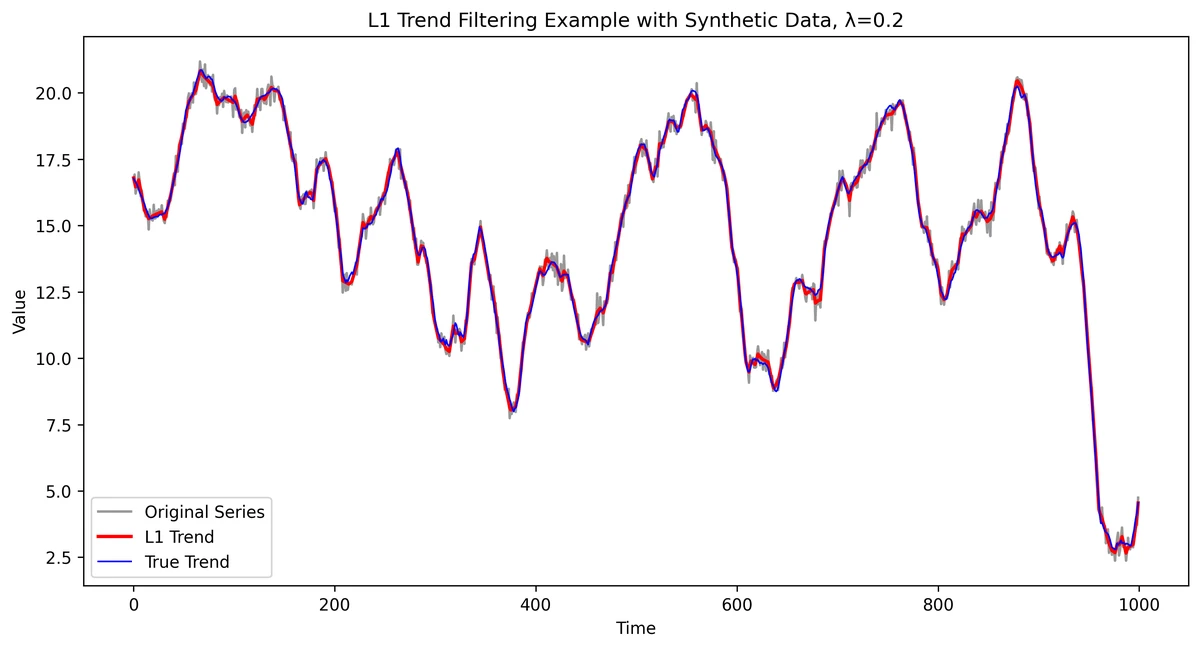 L1 Trend Filtering Example with Synthetic Data, λ=0.2
Value
20.0
17.5
15.0
12.5
10.0
7.5
5.0
2.5
Original Series
L1 Trend
True Trend
0 200 400 600 800 1000
Time